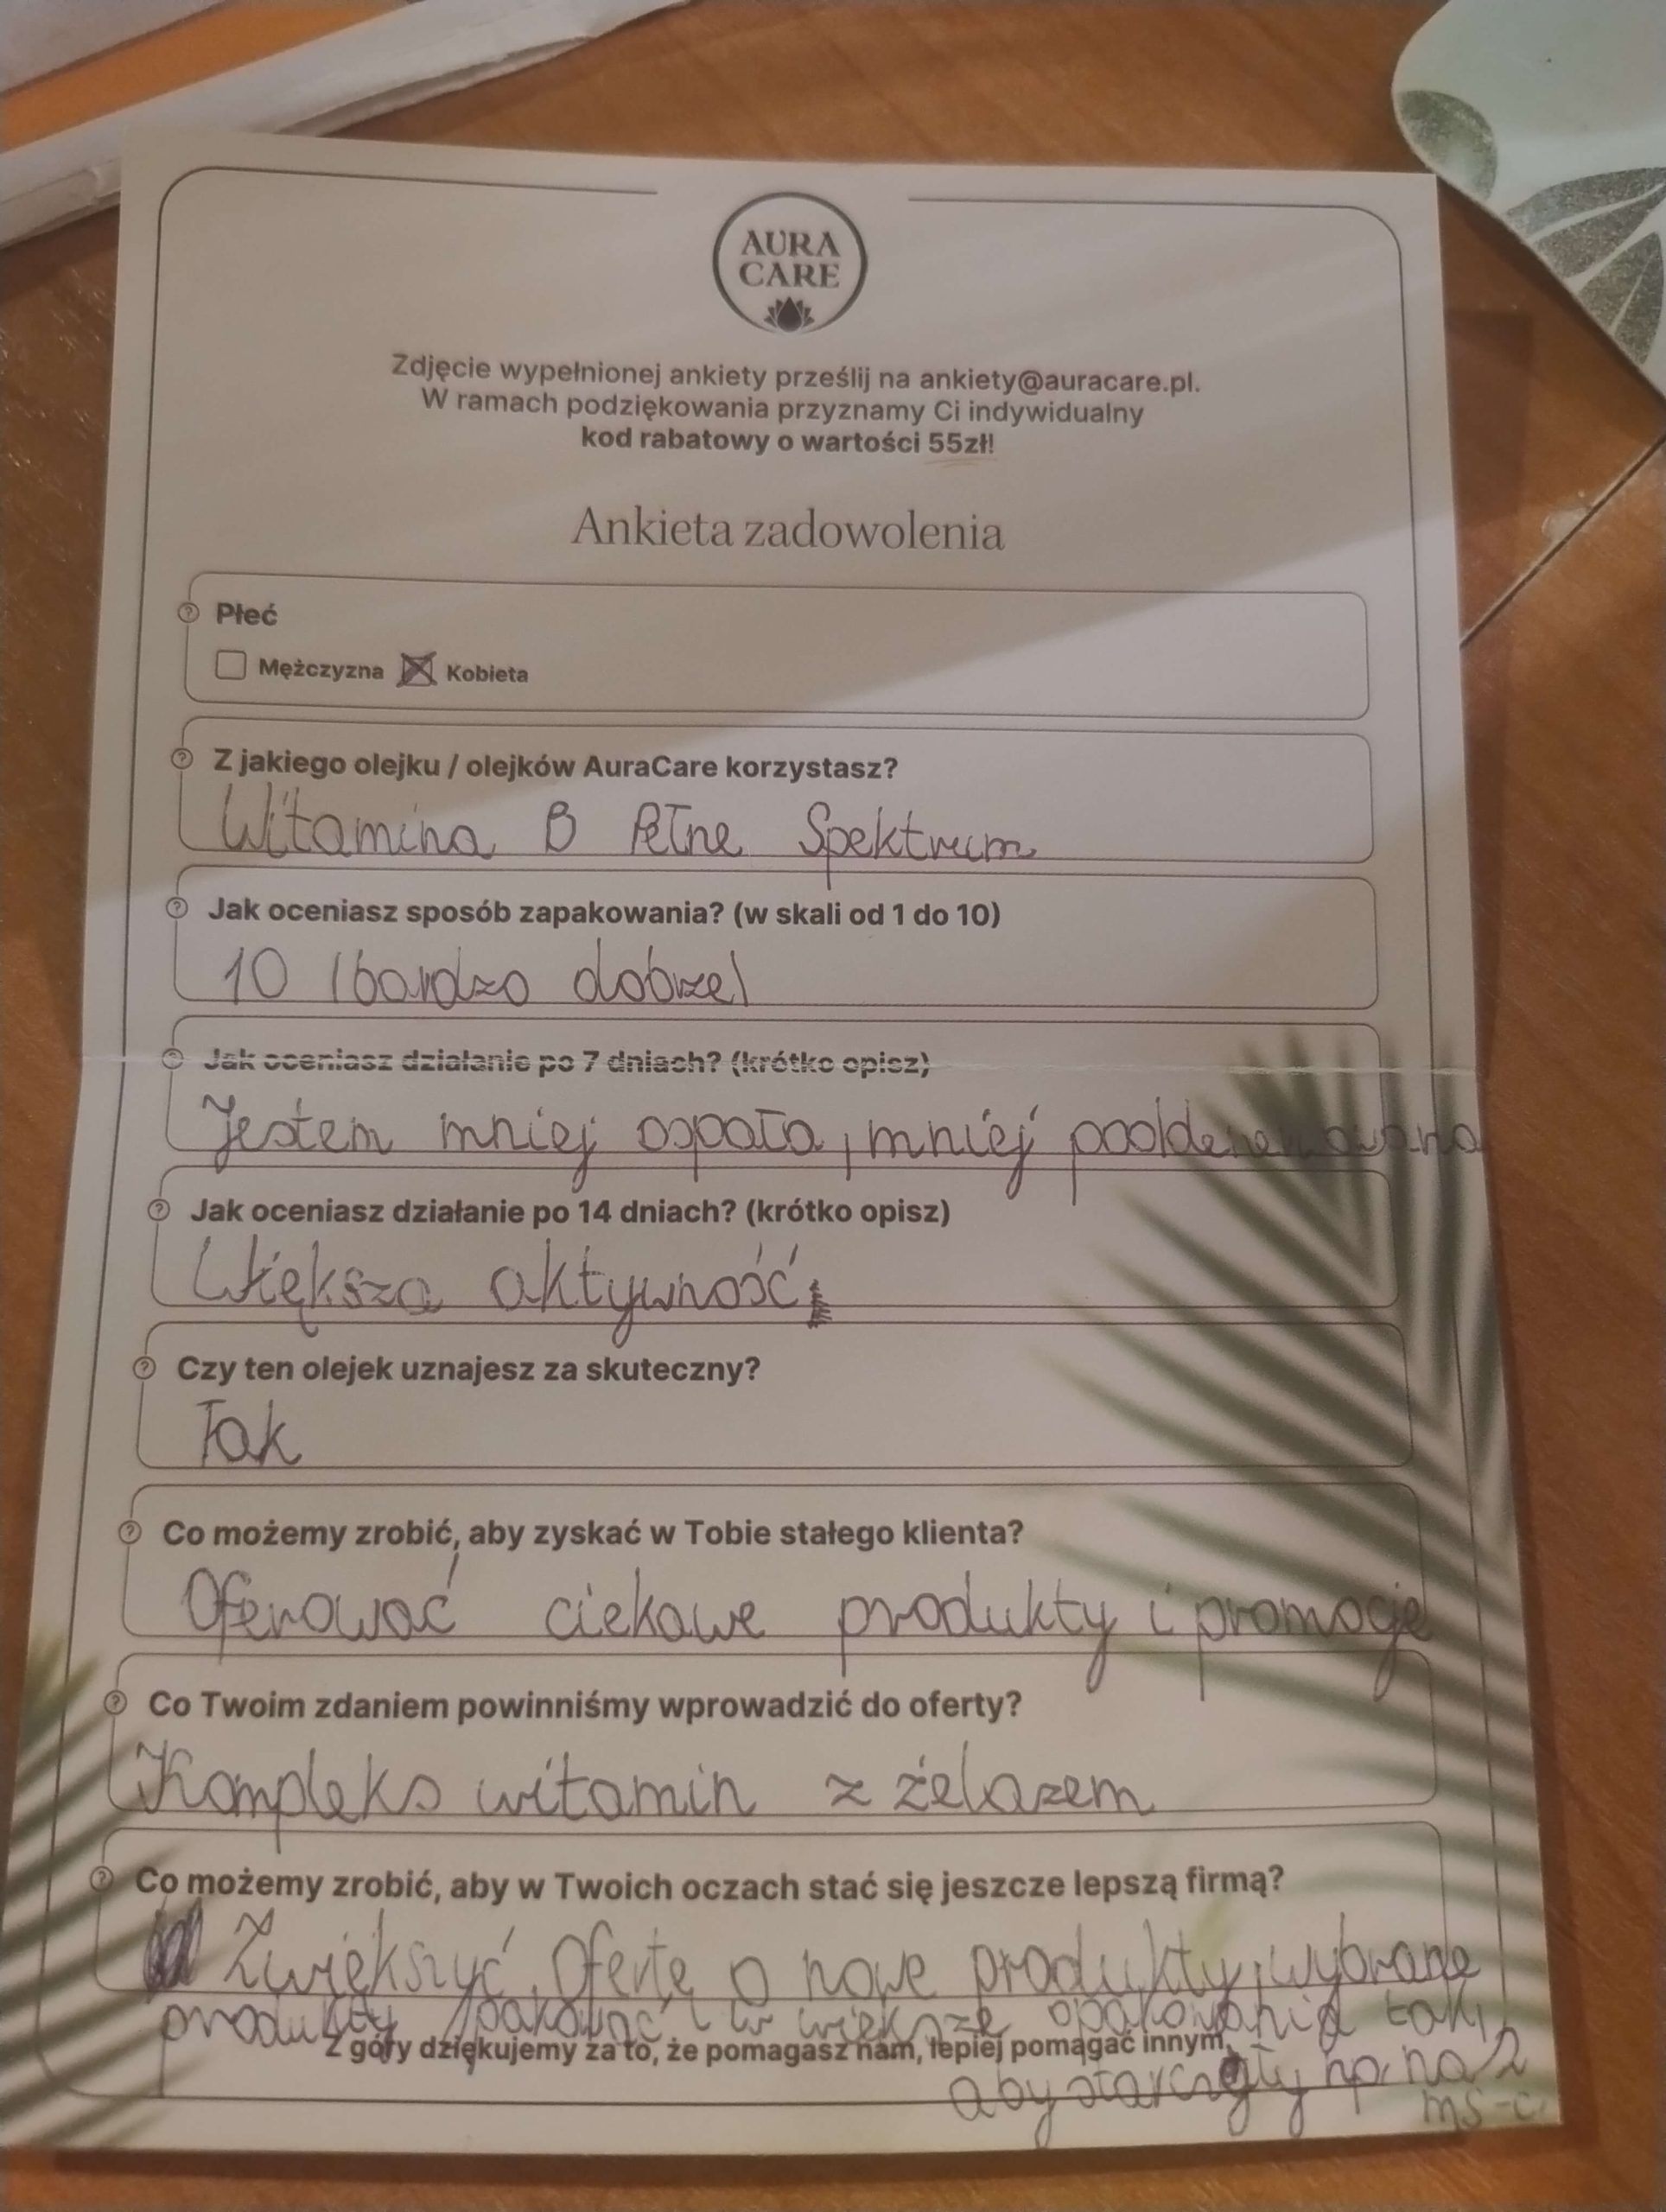 AURA
CARE
Zdjęcie wypełnionej ankiety prześlij na ankiety@auracare.pl.
W ramach podziękowania przyznamy Ci indywidualny
kod rabatowy o wartości 55zł!
Ankieta zadowolenia
Płeć
Mężczyzna Kobieta
Z jakiego olejku / olejków AuraCare korzystasz?
Witamina B Pełne Spektrum
Jak oceniasz sposób zapakowania? (w skali od 1 do 10)
10 (bardzo dobrze)
Jak oceniasz działanie po 7 dniach? (krótko opisz)
Jestem mniej ospała, mniej
Jak oceniasz działanie po 14 dniach? (krótko opisz)
Większa aktywność
Czy ten olejek uznajesz za skuteczny?
Tak
Co możemy zrobić, aby zyskać w Tobie stałego klienta?
Oferować ciekawe produkty i promocje
Co Twoim zdaniem powinniśmy wprowadzić do oferty?
Kompleks witamin z żelazem
Co możemy zrobić, aby w Twoich oczach stać się jeszcze lepszą firmą?
Zwiększyć ofertę o nowe produkty, wybrane
produkty pakować w większe opakowania tak,
Z góry dziękujemy za to, że pomagasz nam, lepiej pomagać innym.
aby starczały np. na 2
ms-c.